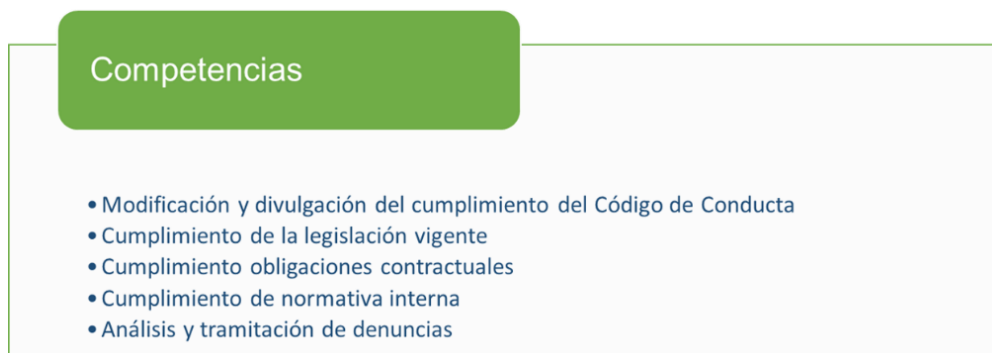 Competencias
• Modificación y divulgación del cumplimiento del Código de Conducta
• Cumplimiento de la legislación vigente
• Cumplimiento obligaciones contractuales
• Cumplimiento de normativa interna
• Análisis y tramitación de denuncias